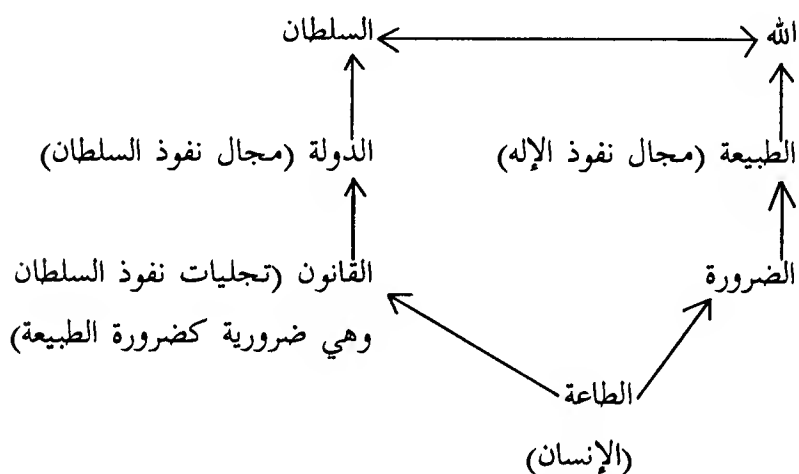 الله السلطان
الطبيعة (مجال نفوذ الإله) الدولة (مجال نفوذ السلطان)
الضرورة القانون (تجليات نفوذ السلطان
وهي ضرورية كضرورة الطبيعة)
الطاعة
(الإنسان)